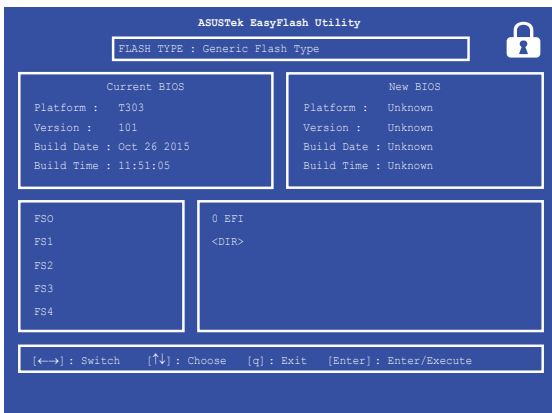 ASUSTek EasyFlash Utility
FLASH TYPE : Generic Flash Type
Current BIOS
Platform : T303
Version : 101
Build Date : Oct 26 2015
Build Time : 11:51:05
New BIOS
Platform : Unknown
Version : Unknown
Build Date : Unknown
Build Time : Unknown
FSO
FS1
FS2
FS3
FS4
0 EFI
<DIR>
[←→] : Switch [↑↓] : Choose [q] : Exit [Enter] : Enter/Execute